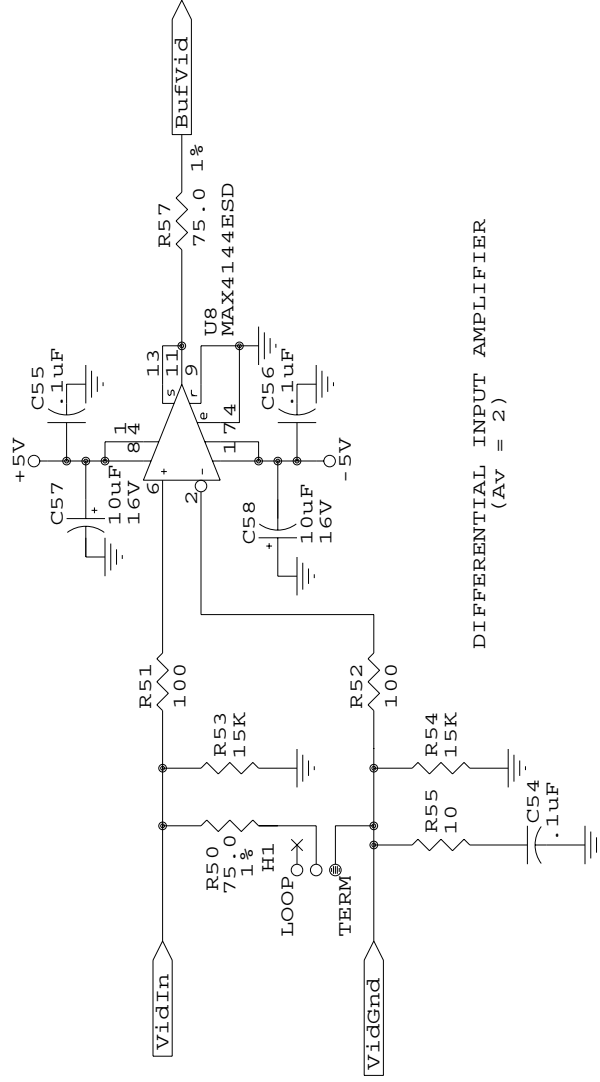 +5V
C55
.1uF
C57
10uF
16V
+
14
8
13
11
9
s
r
e
6
+
2
-
4
7
1
U8
MAX4144ESD
R57
75.0 1%
BufVid
C58
10uF
16V
+
C56
.1uF
-5V
VidIn
R51
100
R53
15K
R50
75.0
1%
H1
LOOP
TERM
R52
100
R54
15K
R55
10
C54
.1uF
VidGnd
DIFFERENTIAL INPUT AMPLIFIER
(Av = 2)